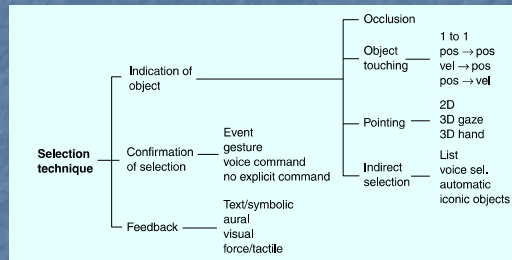 Selection
technique
Indication of
object
Occlusion
Object
touching
1 to 1
pos → pos
vel → pos
pos → vel
Pointing
2D
3D gaze
3D hand
Indirect
selection
List
voice sel.
automatic
iconic objects
Confirmation
of selection
Event
gesture
voice command
no explicit command
Feedback
Text/symbolic
aural
visual
force/tactile